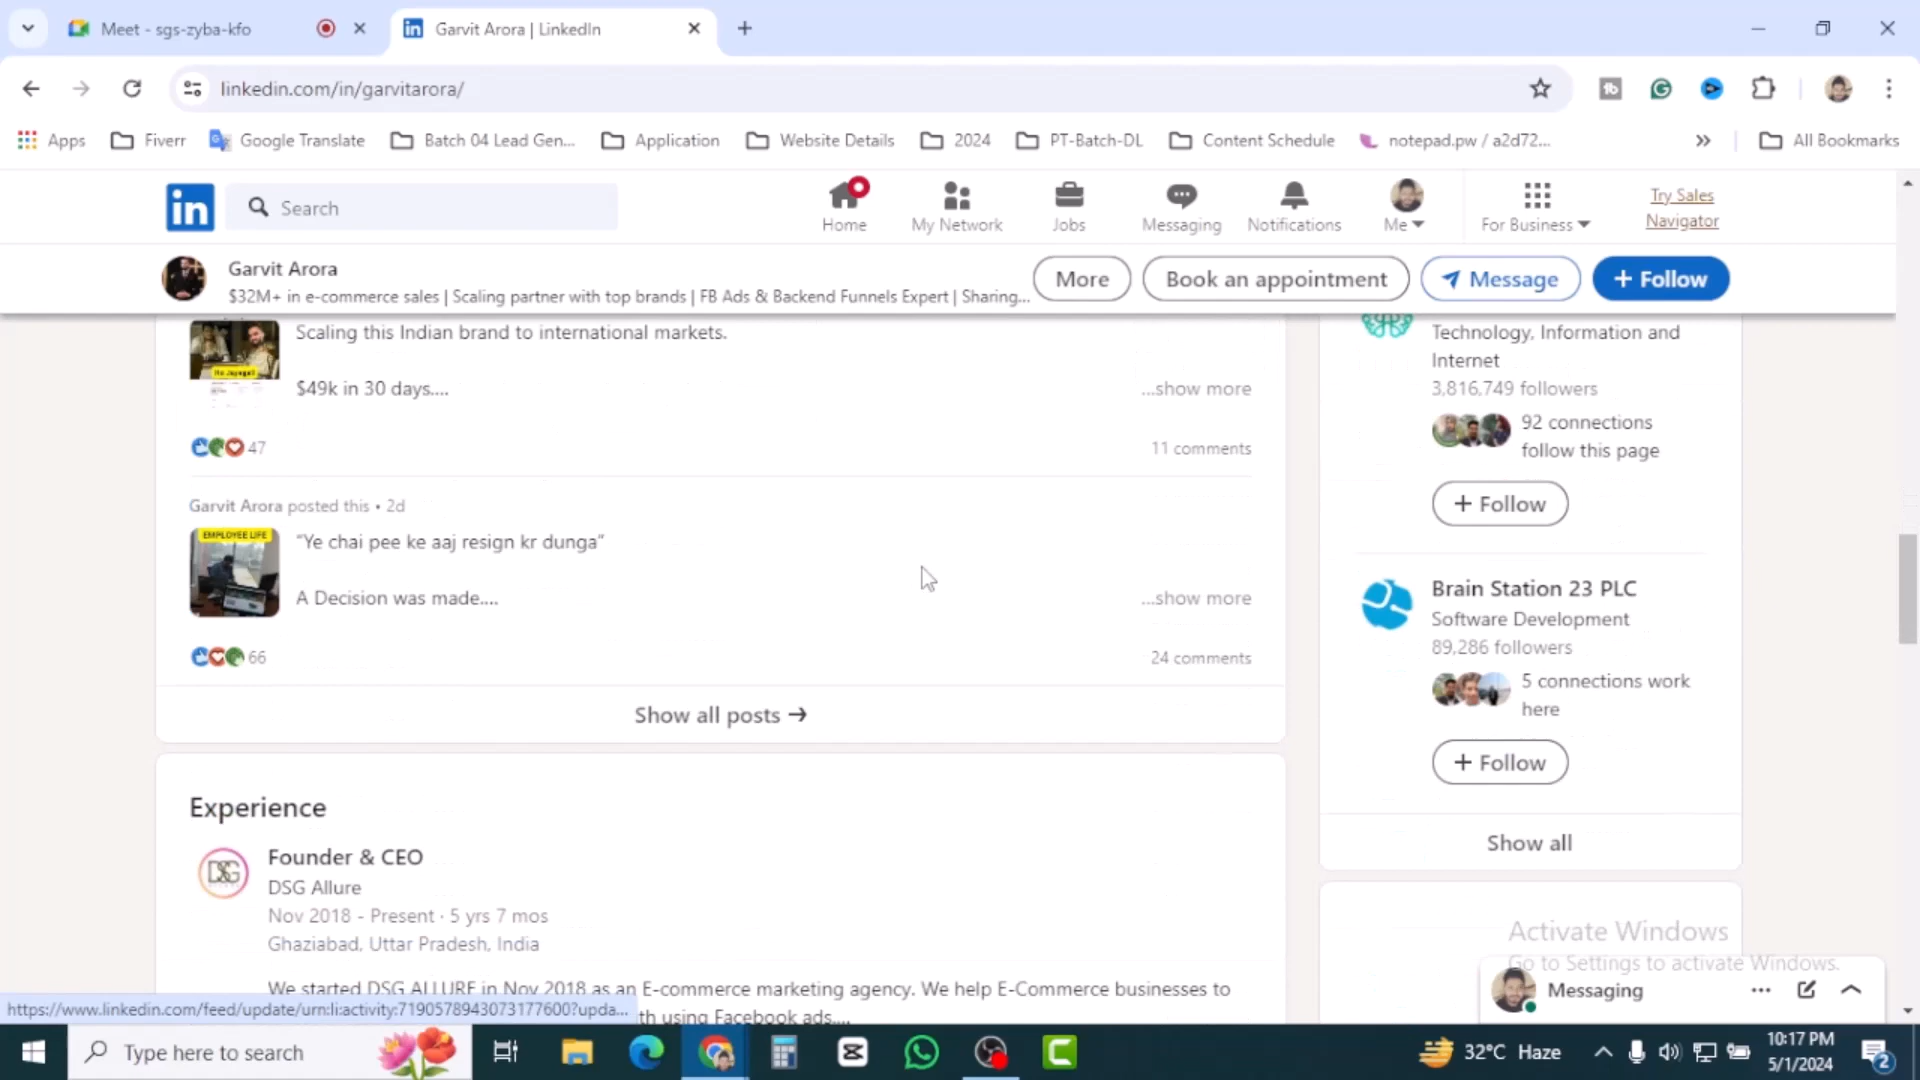 Meet - sgs-zyba-kfo
Garvit Arora | LinkedIn
linkedin.com/in/garvitarora/
Apps
Fiverr
Google Translate
Batch 04 Lead Gen...
Application
Website Details
2024
PT-Batch-DL
Content Schedule
notepad.pw / a2d72...
All Bookmarks
Search
Home
My Network
Jobs
Messaging
Notifications
Me
For Business
Try Sales
Navigator
Garvit Arora
$32M+ in e-commerce sales | Scaling partner with top brands | FB Ads & Backend Funnels Expert | Sharing...
More
Book an appointment
Message
+ Follow
Scaling this Indian brand to international markets.
$49k in 30 days....
...show more
47
11 comments
Garvit Arora posted this • 2d
EMPLOYEE LIFE
“Ye chai pee ke aaj resign kr dunga”
A Decision was made....
...show more
66
24 comments
Show all posts →
Experience
DSG
Founder & CEO
DSG Allure
Nov 2018 - Present · 5 yrs 7 mos
Ghaziabad, Uttar Pradesh, India
We started DSG ALLURE in Nov 2018 as an E-commerce marketing agency. We help E-Commerce businesses to
th using Facebook ads....
Technology, Information and
Internet
3,816,749 followers
92 connections
follow this page
+ Follow
Brain Station 23 PLC
Software Development
89,286 followers
5 connections work
here
+ Follow
Show all
Activate Windows
Go to Settings to activate Windows.
Messaging
https://www.linkedin.com/feed/update/urn:li:activity:7190578943073177600?upda...
Type here to search
32°C Haze
10:17 PM
5/1/2024
2